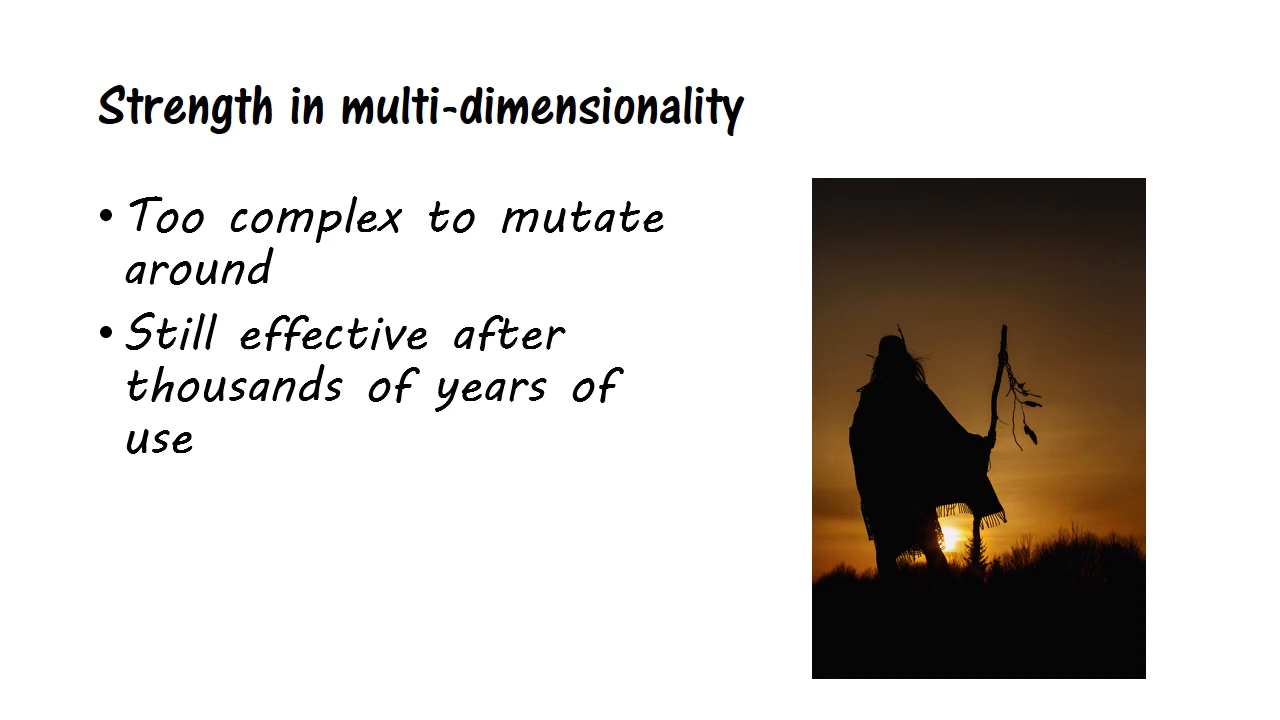 Strength in multi-dimensionality
• Too complex to mutate
around
• Still effective after
thousands of years of
use